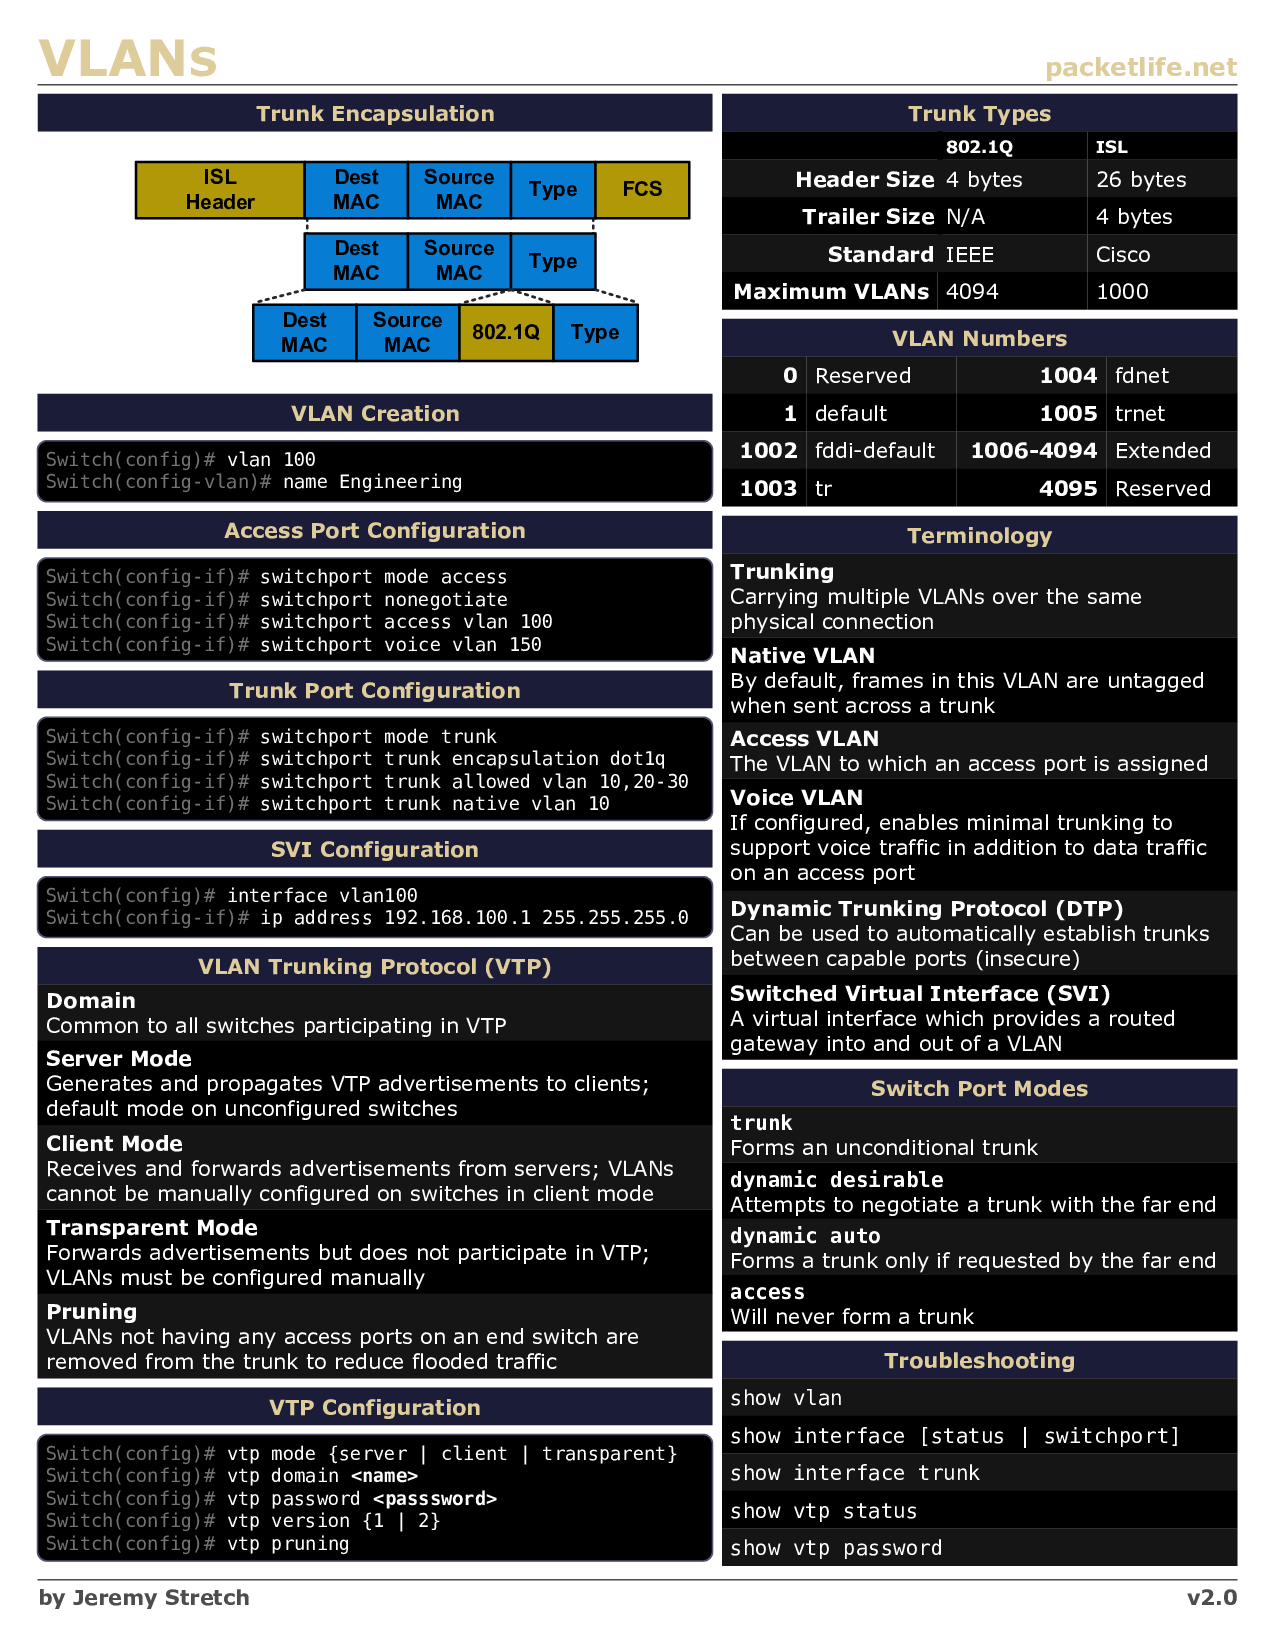 VLANs
packetlife.net
Trunk Encapsulation
ISL
Header
Dest
MAC
Source
MAC
Type
FCS
Dest
MAC
Source
MAC
Type
Dest
MAC
Source
MAC
802.1Q
Type
VLAN Creation
Switch(config)# vlan 100
Switch(config-vlan)# name Engineering
Access Port Configuration
Switch(config-if)# switchport mode access
Switch(config-if)# switchport nonegotiate
Switch(config-if)# switchport access vlan 100
Switch(config-if)# switchport voice vlan 150
Trunk Port Configuration
Switch(config-if)# switchport mode trunk
Switch(config-if)# switchport trunk encapsulation dot1q
Switch(config-if)# switchport trunk allowed vlan 10,20-30
Switch(config-if)# switchport trunk native vlan 10
SVI Configuration
Switch(config)# interface vlan100
Switch(config-if)# ip address 192.168.100.1 255.255.255.0
VLAN Trunking Protocol (VTP)
Domain
Common to all switches participating in VTP
Server Mode
Generates and propagates VTP advertisements to clients;
default mode on unconfigured switches
Client Mode
Receives and forwards advertisements from servers; VLANs
cannot be manually configured on switches in client mode
Transparent Mode
Forwards advertisements but does not participate in VTP;
VLANs must be configured manually
Pruning
VLANs not having any access ports on an end switch are
removed from the trunk to reduce flooded traffic
VTP Configuration
Switch(config)# vtp mode {server | client | transparent}
Switch(config)# vtp domain <name>
Switch(config)# vtp password <passsword>
Switch(config)# vtp version {1 | 2}
Switch(config)# vtp pruning
Trunk Types
802.1Q ISL
Header Size 4 bytes 26 bytes
Trailer Size N/A 4 bytes
Standard IEEE Cisco
Maximum VLANs 4094 1000
VLAN Numbers
0 Reserved 1004 fdnet
1 default 1005 trnet
1002 fddi-default 1006-4094 Extended
1003 tr 4095 Reserved
Terminology
Trunking
Carrying multiple VLANs over the same
physical connection
Native VLAN
By default, frames in this VLAN are untagged
when sent across a trunk
Access VLAN
The VLAN to which an access port is assigned
Voice VLAN
If configured, enables minimal trunking to
support voice traffic in addition to data traffic
on an access port
Dynamic Trunking Protocol (DTP)
Can be used to automatically establish trunks
between capable ports (insecure)
Switched Virtual Interface (SVI)
A virtual interface which provides a routed
gateway into and out of a VLAN
Switch Port Modes
trunk
Forms an unconditional trunk
dynamic desirable
Attempts to negotiate a trunk with the far end
dynamic auto
Forms a trunk only if requested by the far end
access
Will never form a trunk
Troubleshooting
show vlan
show interface [status | switchport]
show interface trunk
show vtp status
show vtp password
by Jeremy Stretch
v2.0